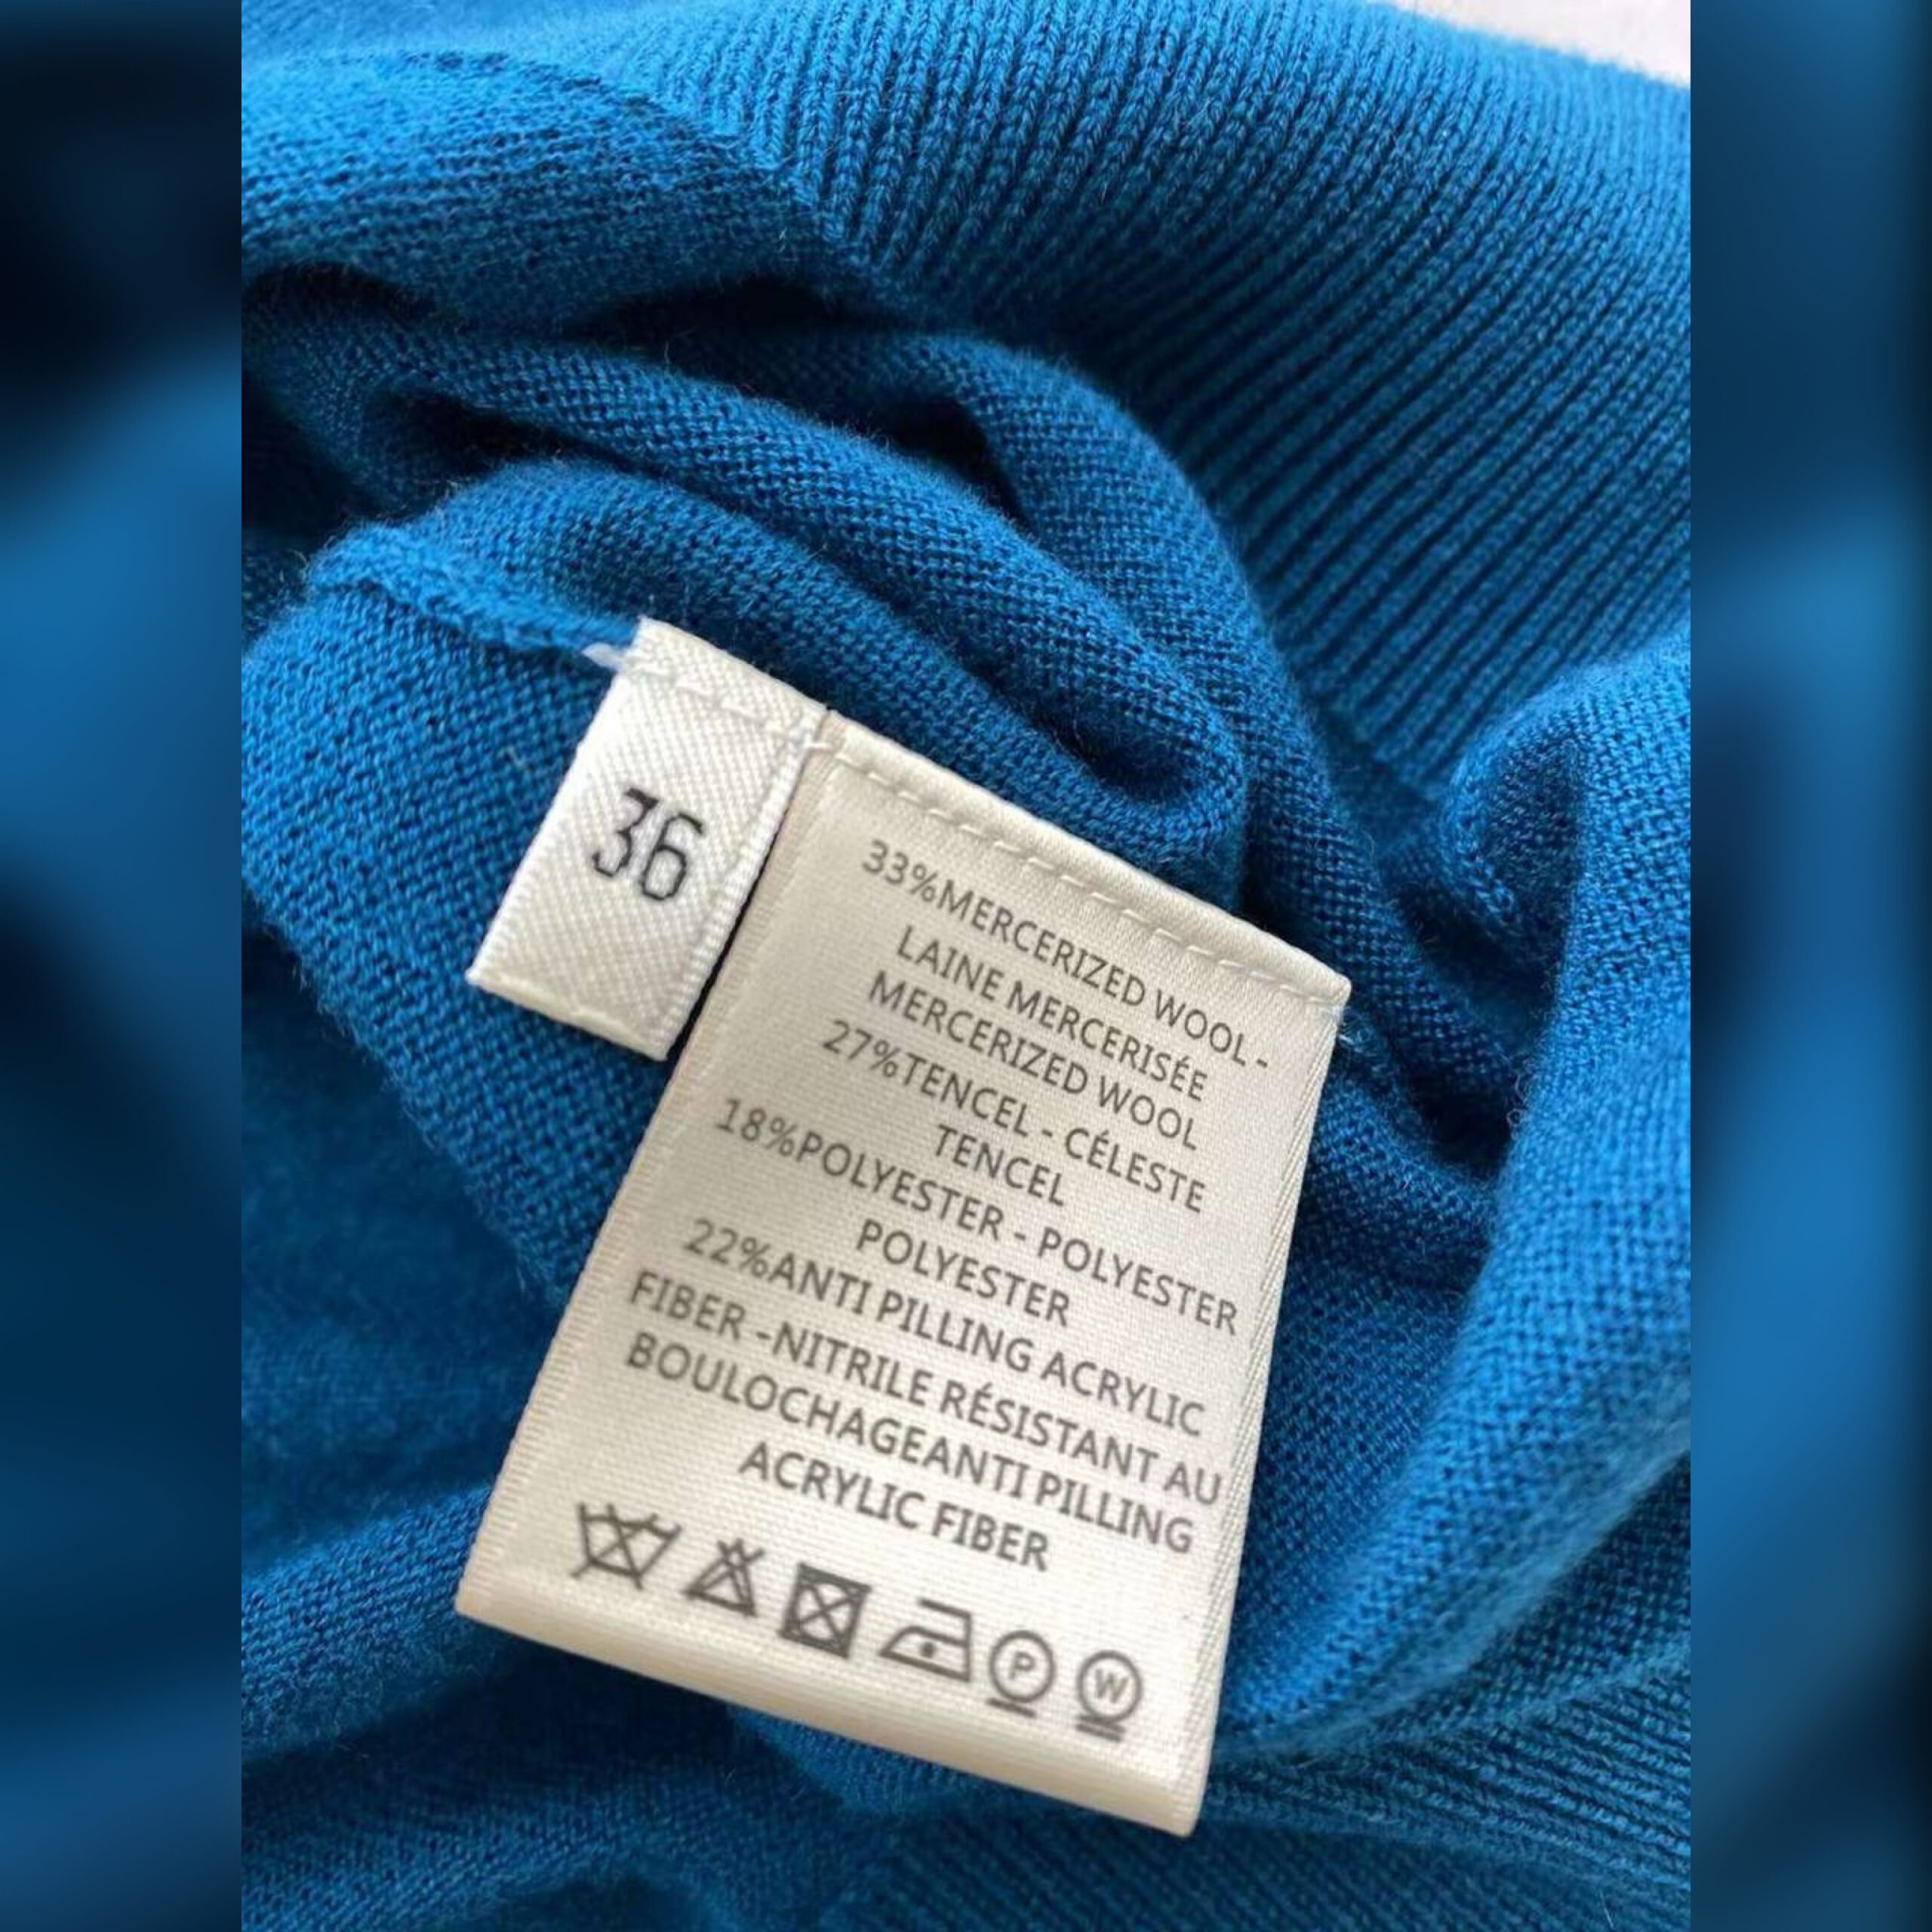 36
33%MERCERIZED WOOL -
LAINE MERCERISÉE
MERCERIZED WOOL
27%TENCEL - CÉLESTE
TENCEL
18%POLYESTER - POLYESTER
POLYESTER
22%ANTI PILLING ACRYLIC
FIBER -NITRILE RÉSISTANT AU
BOULOCHAGEANTI PILLING
ACRYLIC FIBER
P
W